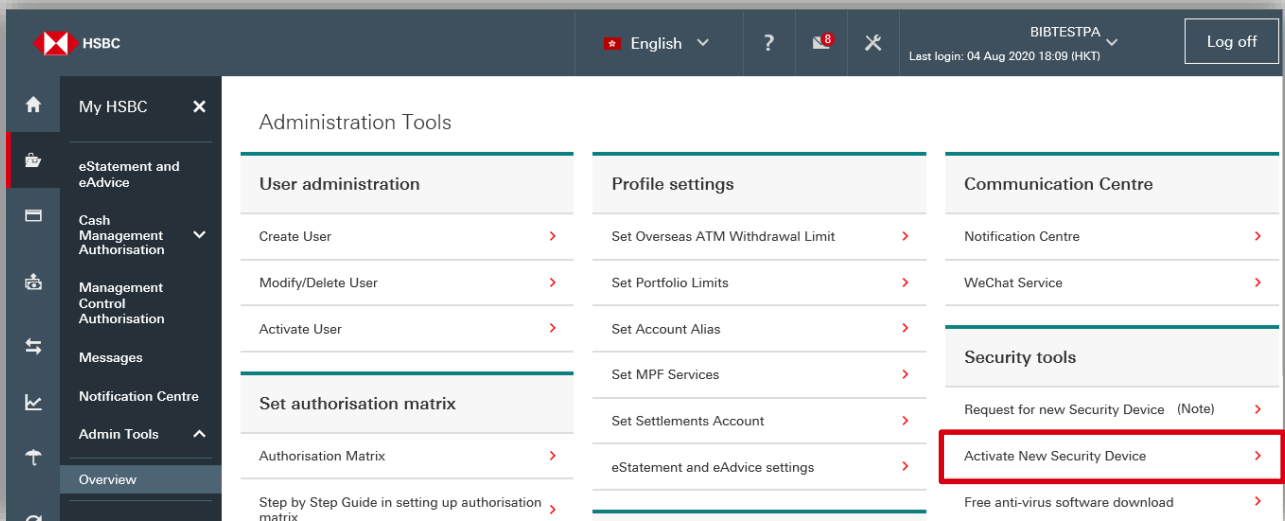 HSBC
English
?
8
BIBTESTPA
Last login: 04 Aug 2020 18:09 (HKT)
Log off
My HSBC
eStatement and
eAdvice
Cash
Management
Authorisation
Management
Control
Authorisation
Messages
Notification Centre
Admin Tools
Overview
Administration Tools
User administration
Create User
Modify/Delete User
Activate User
Set authorisation matrix
Authorisation Matrix
Step by Step Guide in setting up authorisation
matrix
Profile settings
Set Overseas ATM Withdrawal Limit
Set Portfolio Limits
Set Account Alias
Set MPF Services
Set Settlements Account
eStatement and eAdvice settings
Communication Centre
Notification Centre
WeChat Service
Security tools
Request for new Security Device (Note)
Activate New Security Device
Free anti-virus software download